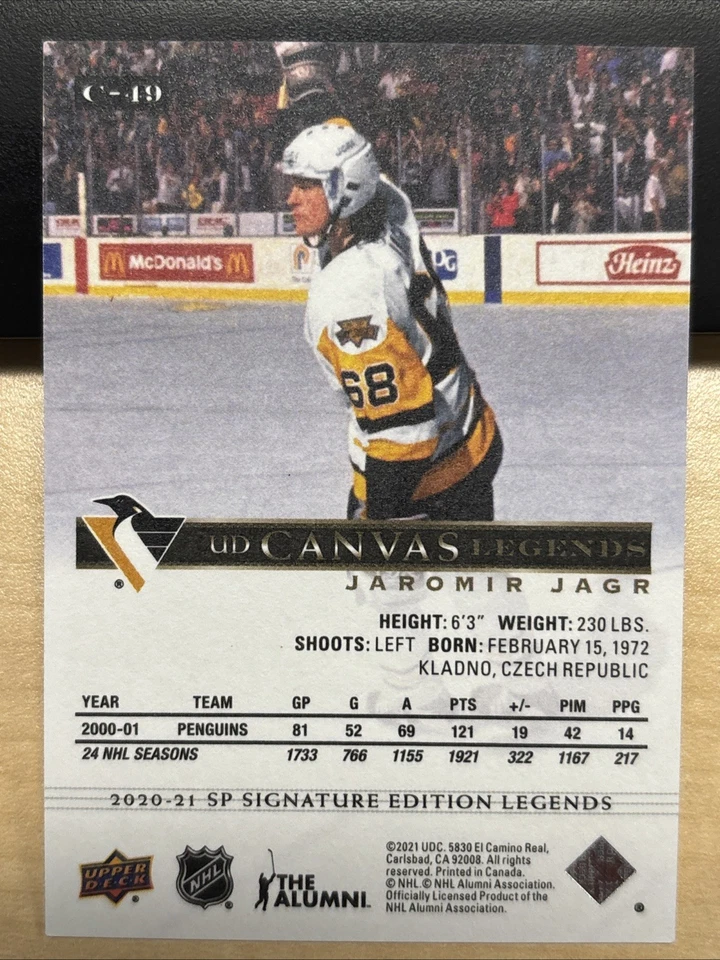 C-49
McDonald's
PG
Heinz
68
UD CANVAS LEGENDS
®
JAROMIR JAGR
HEIGHT: 6'3" WEIGHT: 230 LBS.
SHOOTS: LEFT BORN: FEBRUARY 15, 1972
KLADNO, CZECH REPUBLIC
YEAR TEAM GP G A PTS +/- PIM PPG
2000-01 PENGUINS 81 52 69 121 19 42 14
24 NHL SEASONS 1733 766 1155 1921 322 1167 217
2020-21 SP SIGNATURE EDITION LEGENDS
UPPER DECK ®
NHL ®
THE ALUMNI
©2021 UDC. 5830 El Camino Real,
Carlsbad, CA 92008. All rights
reserved. Printed in Canada.
© NHL.© NHL Alumni Association.
Officially Licensed Product of the
NHL Alumni Association.
®